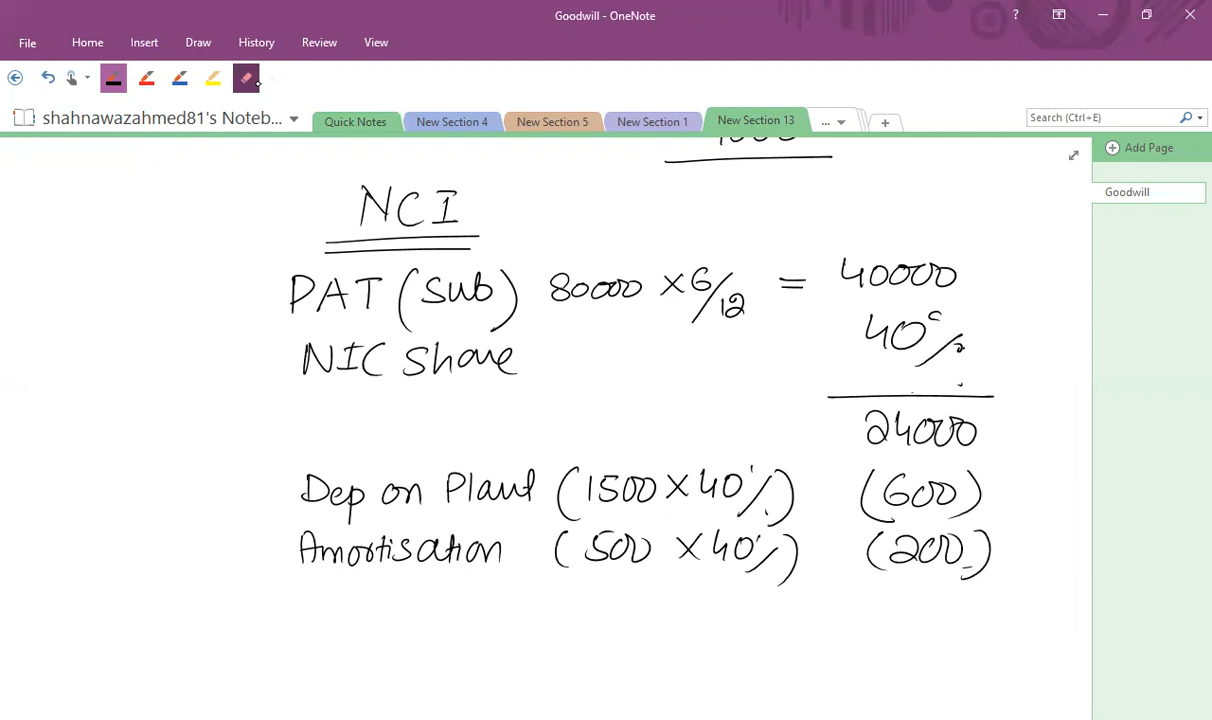 Goodwill - OneNote
?
File Home Insert Draw History Review View
shahnawazahmed81's Noteb... Quick Notes New Section 4 New Section 5 New Section 1 New Section 13 ... + Search (Ctrl+E)
Add Page
Goodwill
NCI
PAT (Sub) 80000 × 6/12 = 40000
40%
NIC Share
24000
Dep on Plant (1500 × 40%) (600)
Amortisation (500 × 40%) (200)